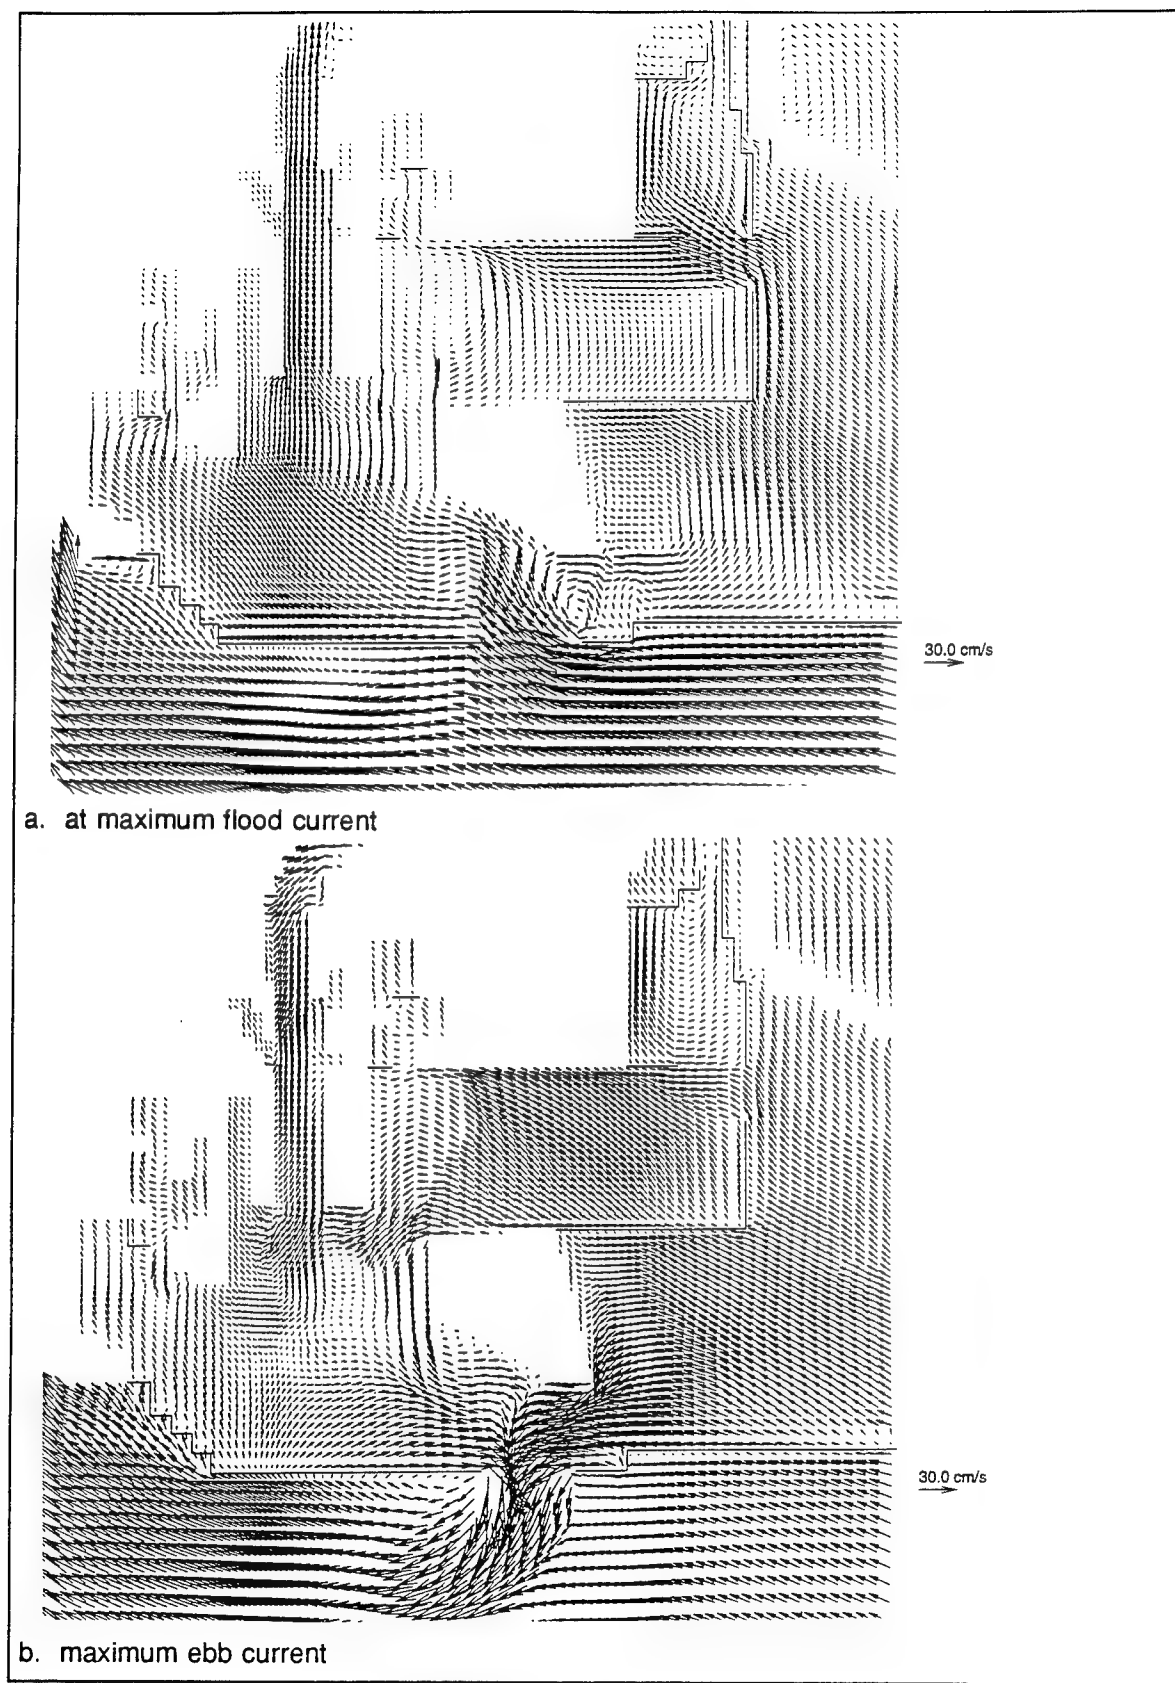 30.0 cm/s
a. at maximum flood current
30.0 cm/s
b. maximum ebb current